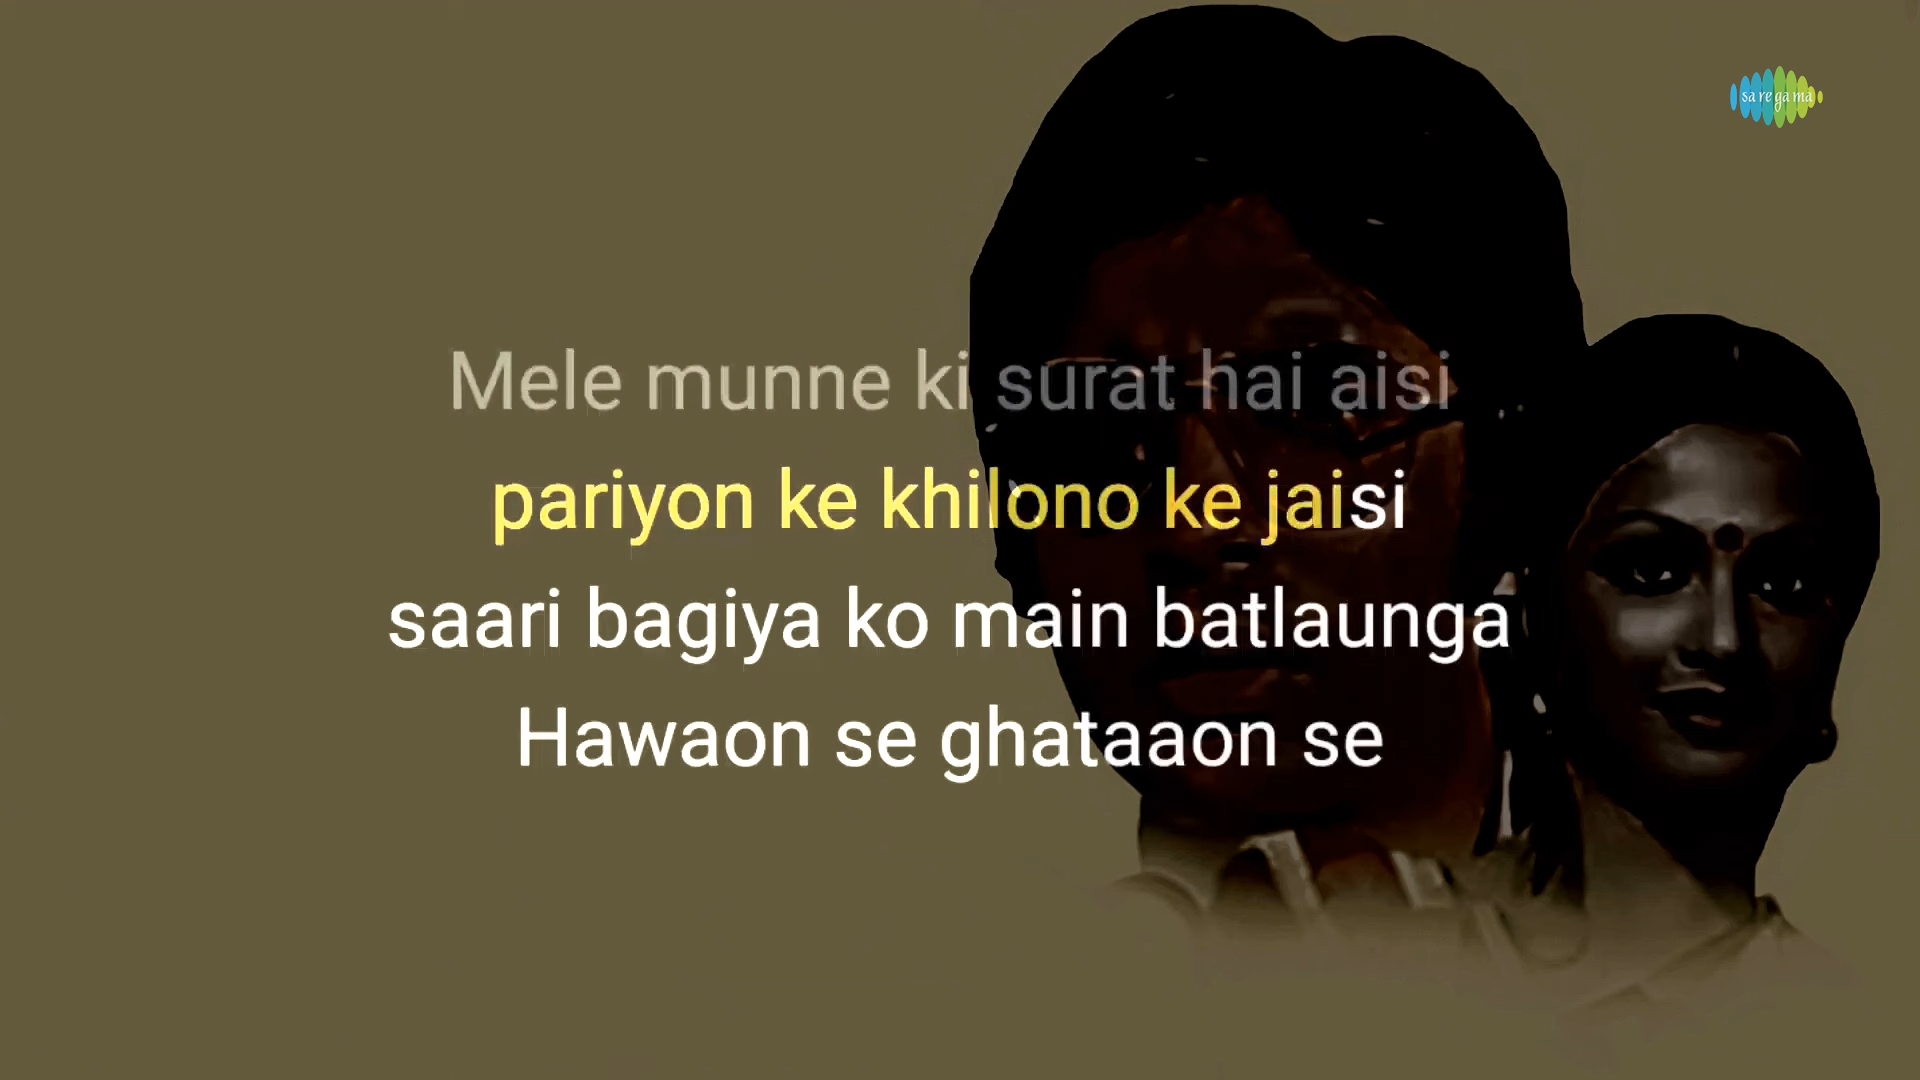 sa re ga ma
Mele munne ki surat hai aisi
pariyon ke khilono ke jaisi
saari bagiya ko main batlaunga
Hawaon se ghataaon se